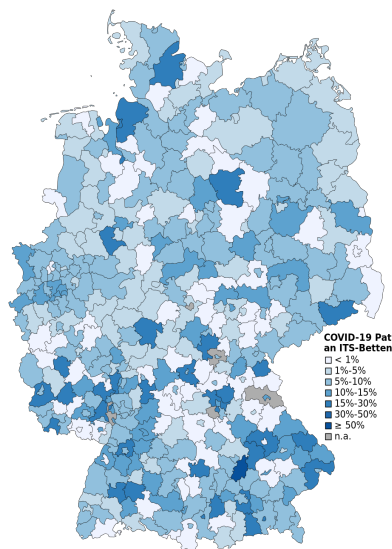 COVID-19 Pat
an ITS-Betten
< 1%
1%-5%
5%-10%
10%-15%
15%-30%
30%-50%
≥ 50%
n.a.